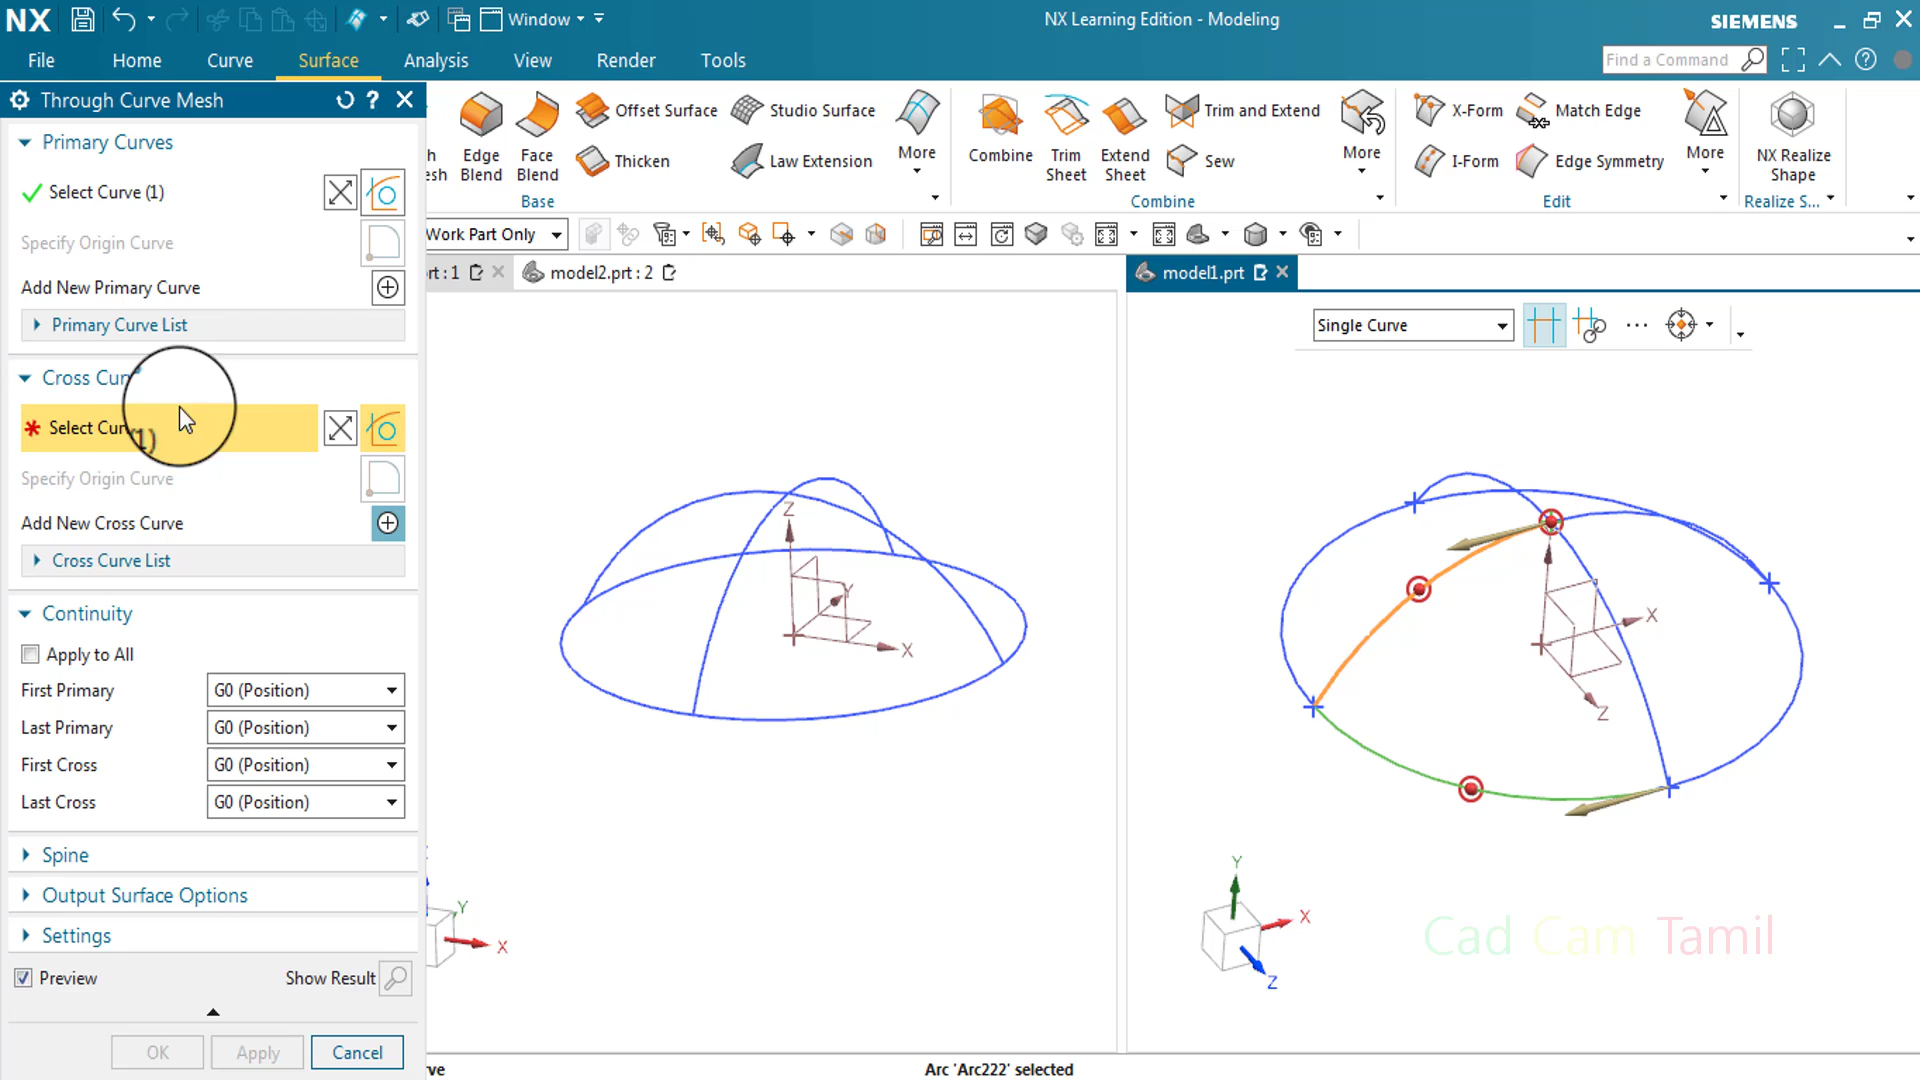 NX
Window
NX Learning Edition - Modeling
SIEMENS
File
Home
Curve
Surface
Analysis
View
Render
Tools
Find a Command
Through Curve Mesh
Primary Curves
Select Curve (1)
Specify Origin Curve
Add New Primary Curve
Primary Curve List
Cross Cur
Select Cur
Specify Origin Curve
Add New Cross Curve
Cross Curve List
Continuity
Apply to All
First Primary
G0 (Position)
Last Primary
G0 (Position)
First Cross
G0 (Position)
Last Cross
G0 (Position)
Spine
Output Surface Options
Settings
Preview
Show Result
OK
Apply
Cancel
Edge
Blend
Face
Blend
Offset Surface
Thicken
Studio Surface
Law Extension
More
Base
Combine
Trim
Sheet
Extend
Sheet
Trim and Extend
Sew
More
Combine
X-Form
I-Form
Match Edge
Edge Symmetry
More
Edit
NX Realize
Shape
Realize S...
Work Part Only
rt : 1
model2.prt : 2
model1.prt
Single Curve
Z
Y
X
X
Z
Y
X
Y
X
Z
Cad Cam Tamil
rve
Arc 'Arc222' selected